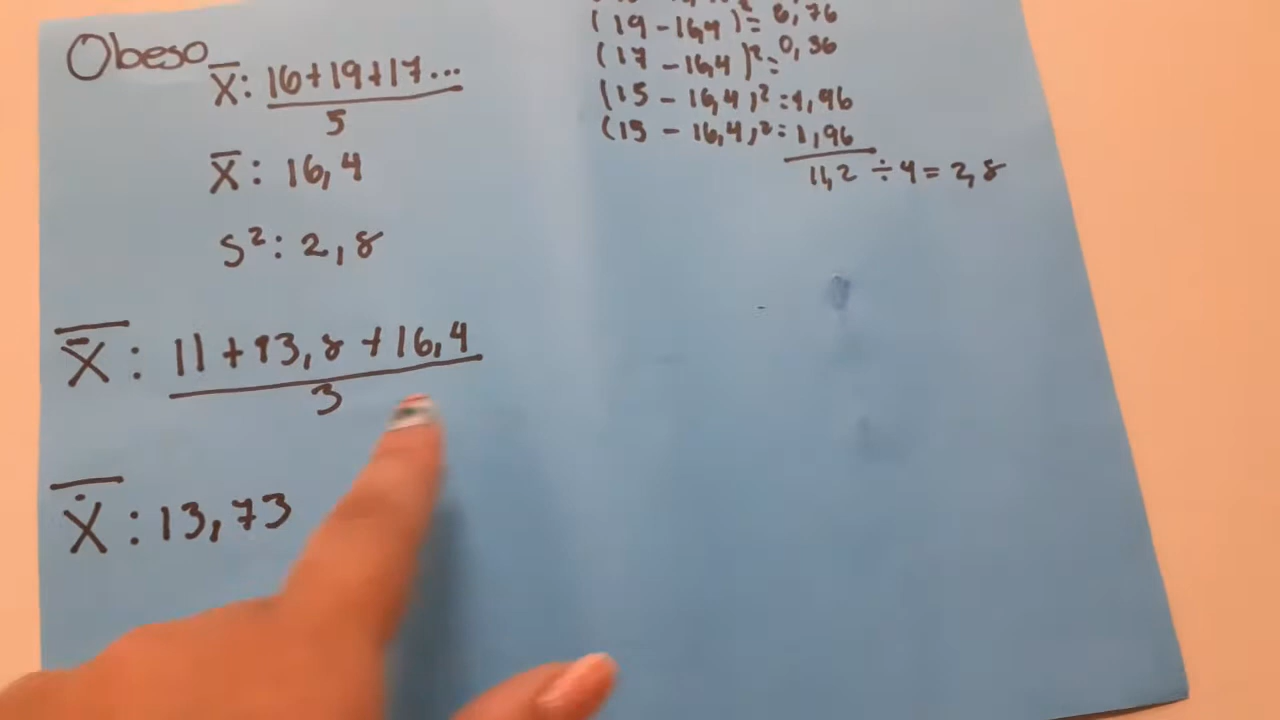 Obeso
X̄: 16+19+17...
5
X̄: 16,4
S²: 2,8
X̿: 11+13,8+16,4
3
X̿: 13,73
(19-16,4)²= 6,76
(17-16,4)²= 0,36
(15-16,4)²=1,96
(15-16,4)²=1,96
11,2 ÷4=2,8